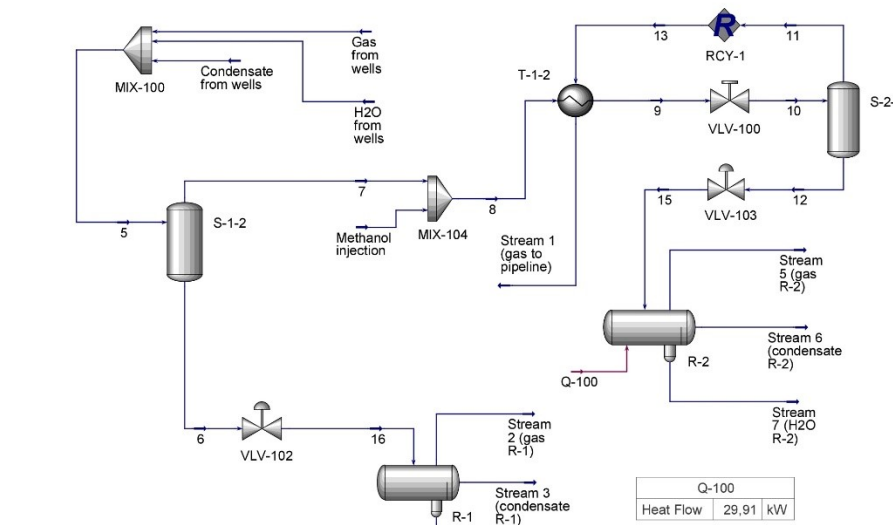 13
R
11
RCY-1
Gas
from
wells
Condensate
from wells
MIX-100
H2O
from
wells
T-1-2
9
VLV-100
10
S-2-
7
5
S-1-2
Methanol
injection
MIX-104
8
15
VLV-103
12
Stream 1
(gas to
pipeline)
Stream
5 (gas
R-2)
Stream 6
(condensate
R-2)
R-2
Q-100
Stream
7 (H2O
R-2)
6
VLV-102
16
Stream
2 (gas
R-1)
Stream 3
(condensate
R-1)
R-1
Q-100
Heat Flow 29,91 kW